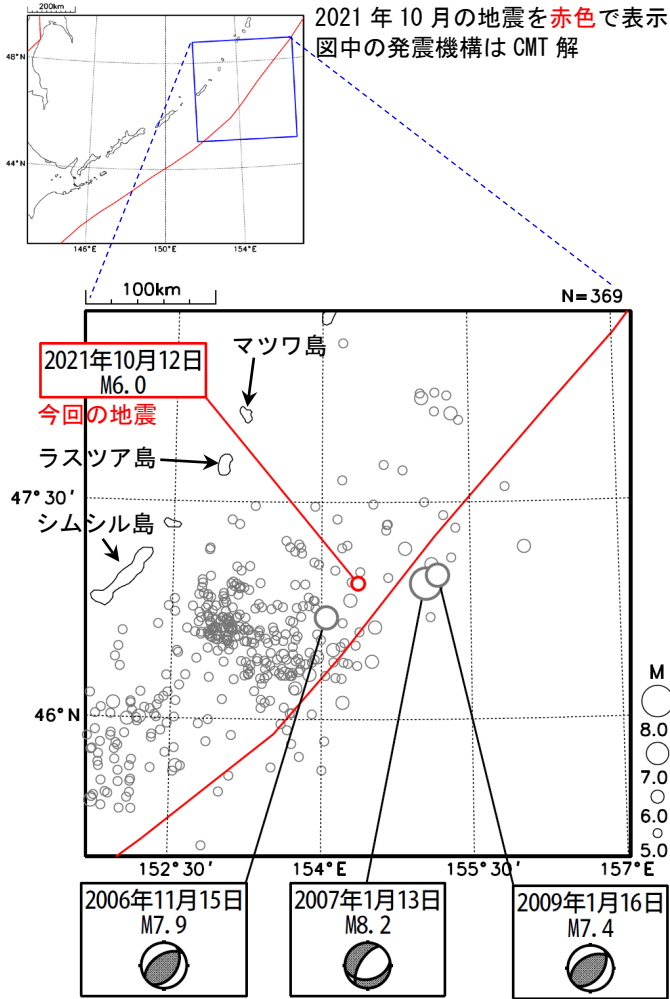 200km
2021 年 10 月の地震を赤色で表示
図中の発震機構は CMT 解
48°N
44°N
146°E
150°E
154°E
100km
N=369
2021年10月12日
M6.0
今回の地震
マツワ島
ラスツア島
シムシル島
47°30′
46°N
152°30′
154°E
155°30′
157°E
M
8.0
7.0
6.0
5.0
2006年11月15日
M7.9
2007年1月13日
M8.2
2009年1月16日
M7.4